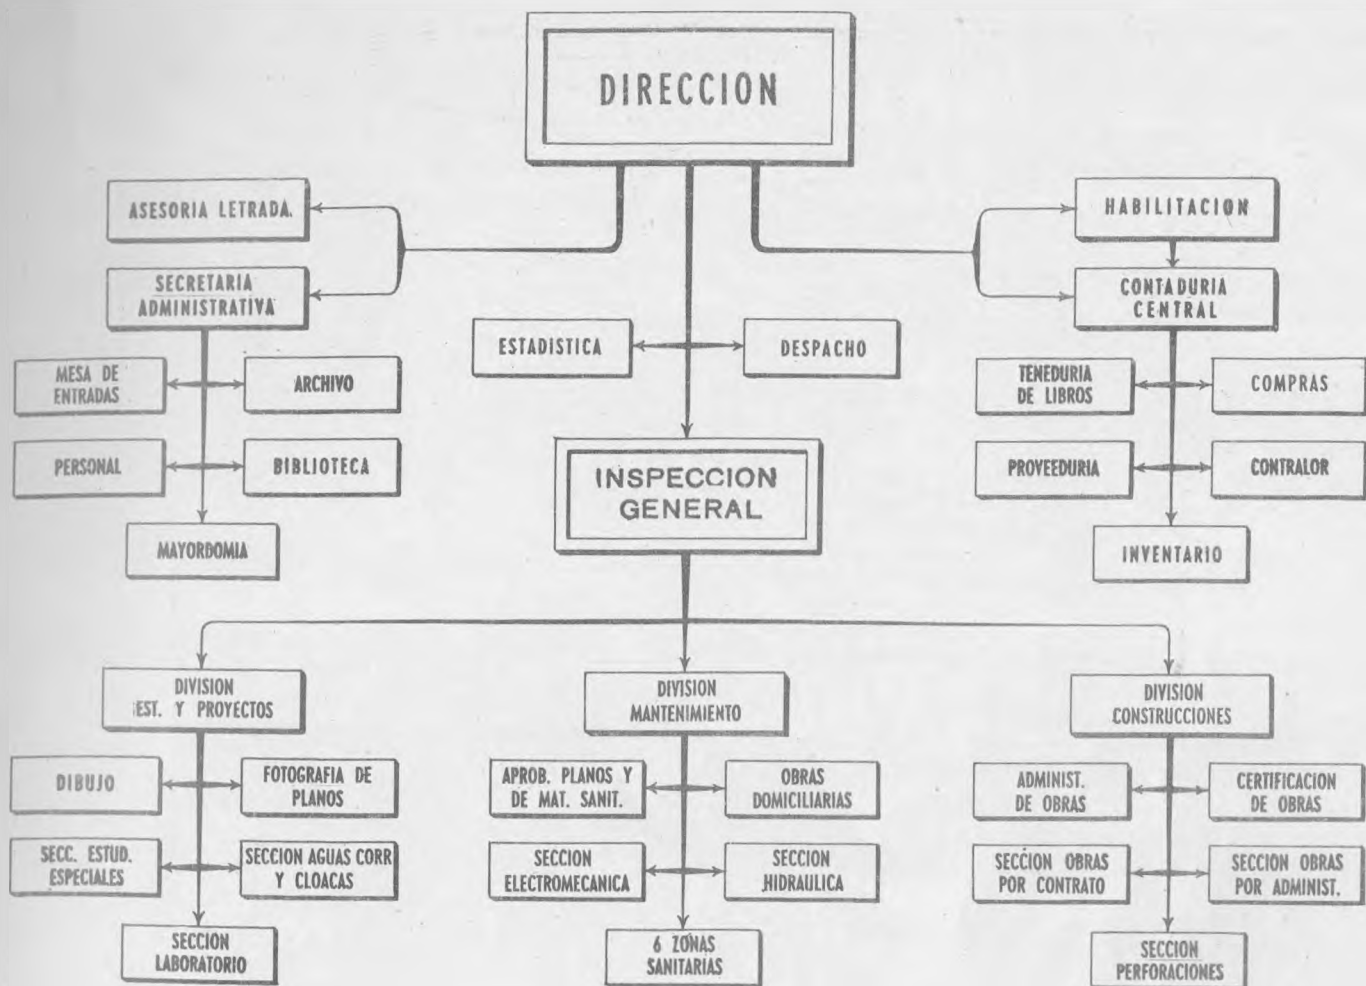 DIRECCION
ASESORIA LETRADA.
HABILITACION
SECRETARIA
ADMINISTRATIVA
CONTADURIA
CENTRAL
ESTADISTICA
DESPACHO
MESA DE
ENTRADAS
ARCHIVO
TENEDURIA
DE LIBROS
COMPRAS
PERSONAL
BIBLIOTECA
INSPECCION
GENERAL
PROVEEDURIA
CONTRALOR
MAYORDOMIA
INVENTARIO
DIVISION
EST. Y PROYECTOS
DIVISION
MANTENIMIENTO
DIVISION
CONSTRUCCIONES
DIBUJO
FOTOGRAFIA DE
PLANOS
APROB. PLANOS Y
DE MAT. SANIT.
OBRAS
DOMICILIARIAS
ADMINIST.
DE OBRAS
CERTIFICACION
DE OBRAS
SECC. ESTUD.
ESPECIALES
SECCION AGUAS CORR
Y CLOACAS
SECCION
ELECTROMECANICA
SECCION
HIDRAULICA
SECCION OBRAS
POR CONTRATO
SECCION OBRAS
POR ADMINIST.
SECCION
LABORATORIO
6 ZONAS
SANITARIAS
SECCION
PERFORACIONES